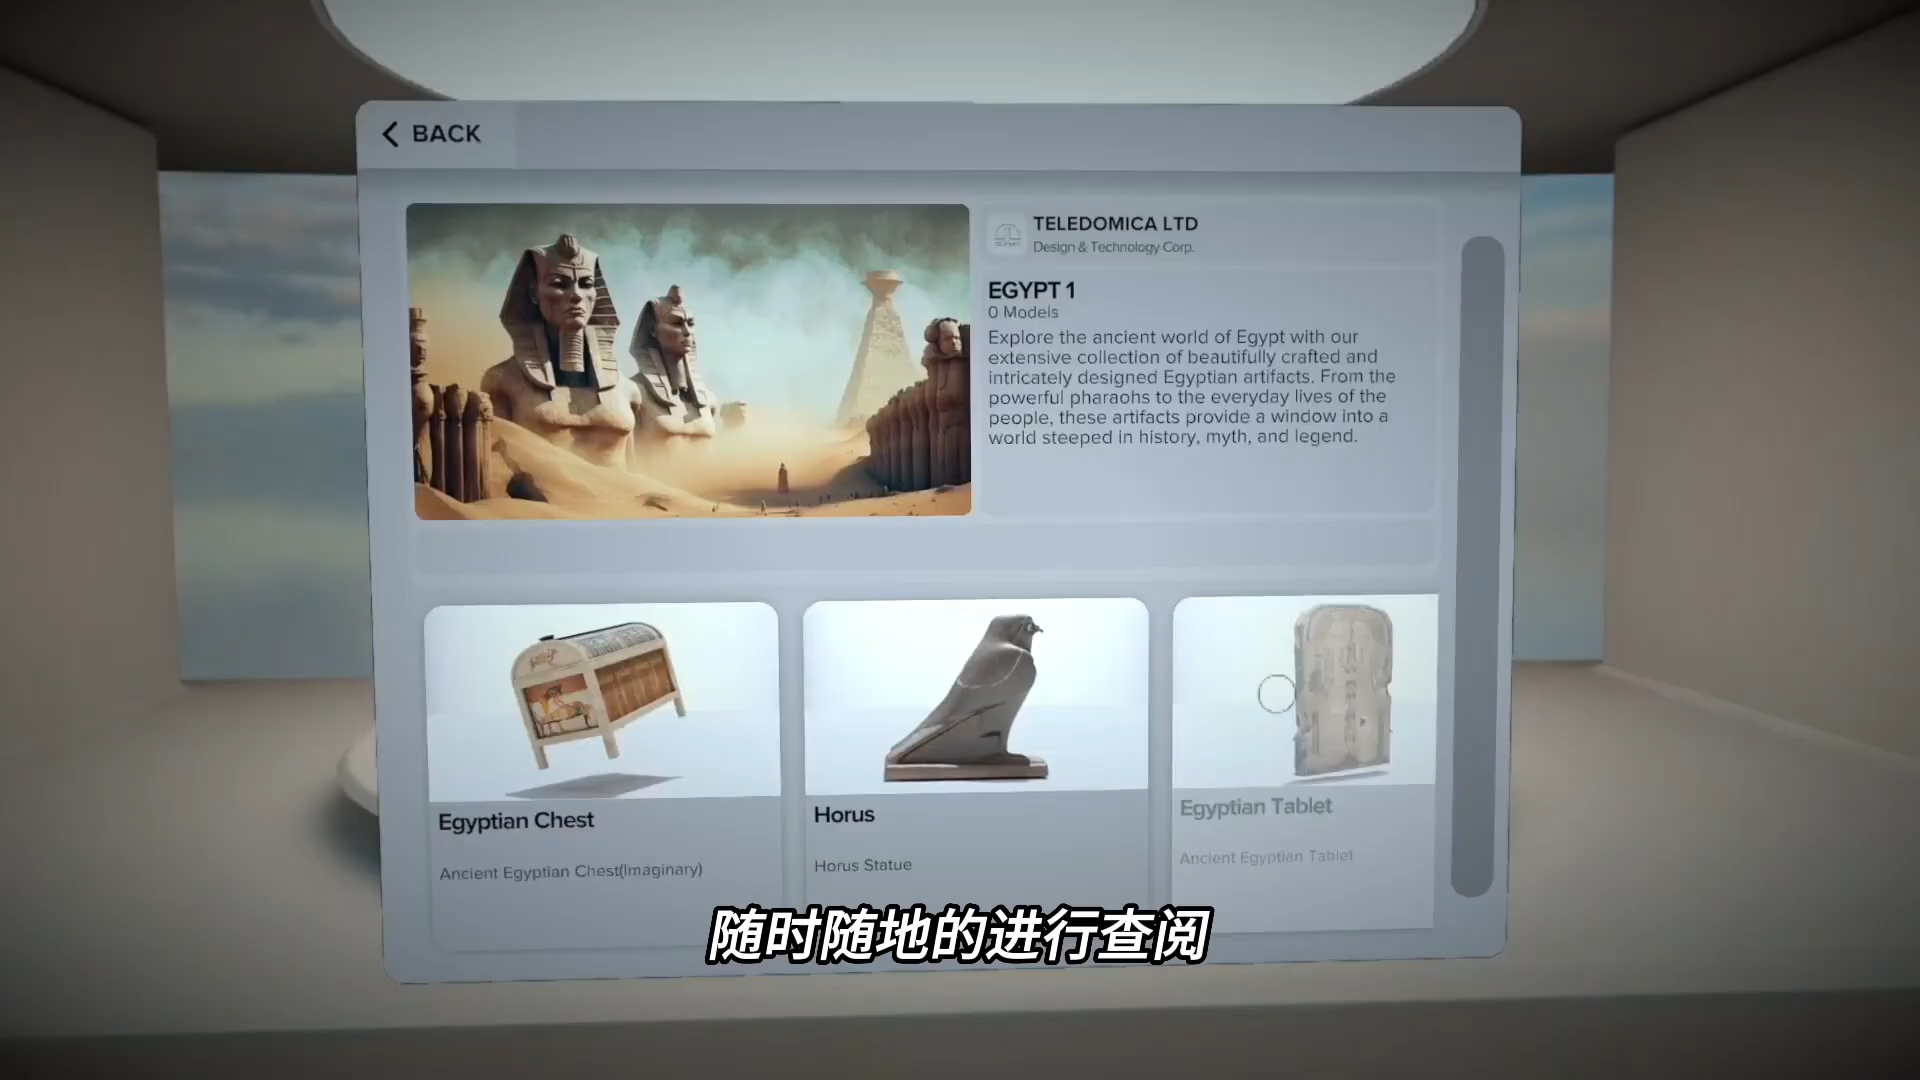 BACK
TELEDOMICA LTD
Design & Technology Corp.
EGYPT 1
0 Models
Explore the ancient world of Egypt with our
extensive collection of beautifully crafted and
intricately designed Egyptian artifacts. From the
powerful pharaohs to the everyday lives of the
people, these artifacts provide a window into a
world steeped in history, myth, and legend.
Egyptian Chest
Ancient Egyptian Chest(Imaginary)
Horus
Horus Statue
Egyptian Tablet
Ancient Egyptian Tablet
随时随地的进行查阅